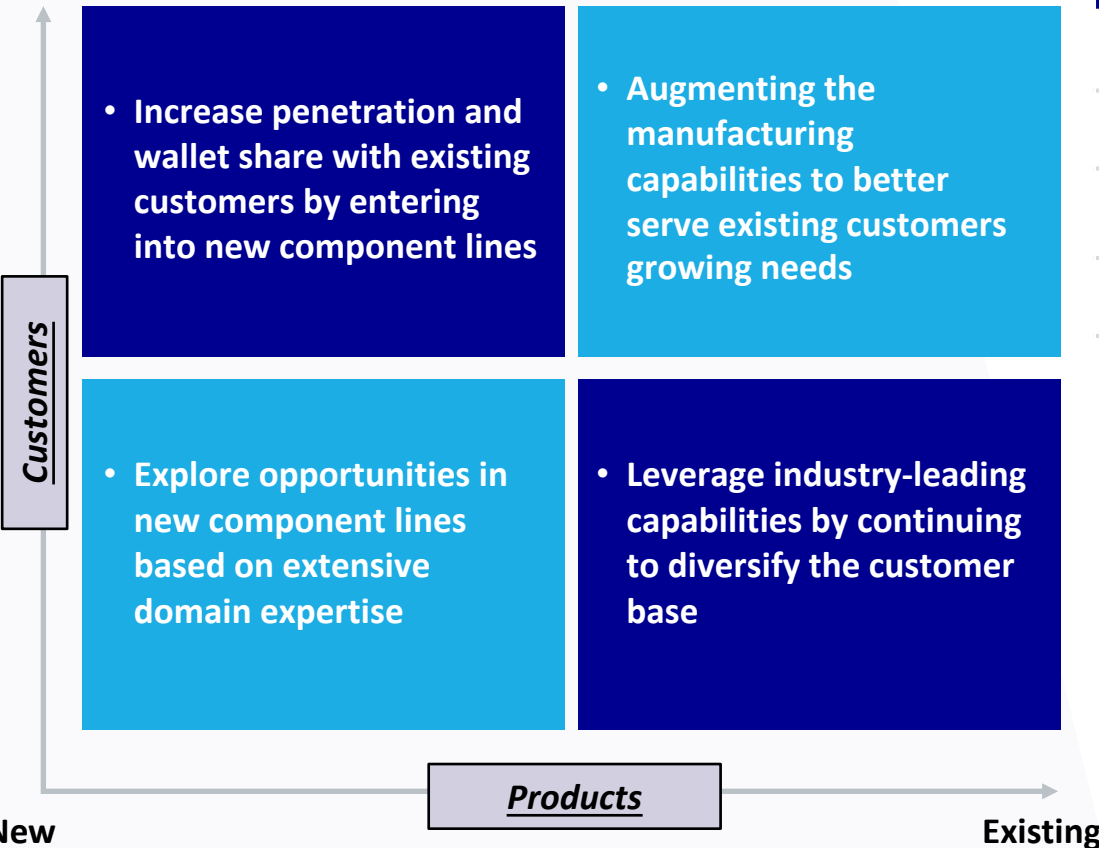 • Increase penetration and
wallet share with existing
customers by entering
into new component lines
• Augmenting the
manufacturing
capabilities to better
serve existing customers
growing needs
Customers
• Explore opportunities in
new component lines
based on extensive
domain expertise
• Leverage industry-leading
capabilities by continuing
to diversify the customer
base
Products
New
Existing